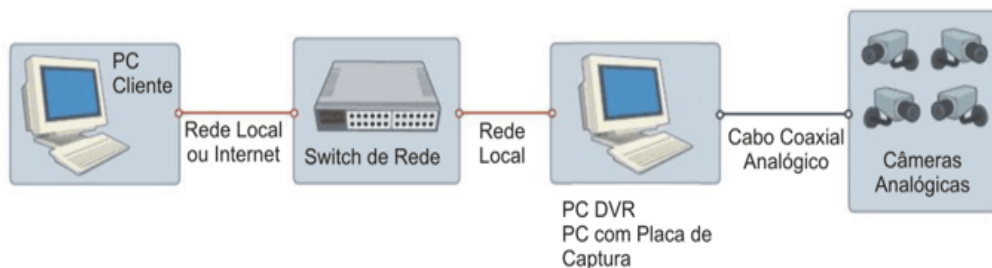 PC
Cliente
Rede Local
ou Internet
Switch de Rede
Rede
Local
PC DVR
PC com Placa de
Captura
Cabo Coaxial
Analógico
Câmeras
Analógicas